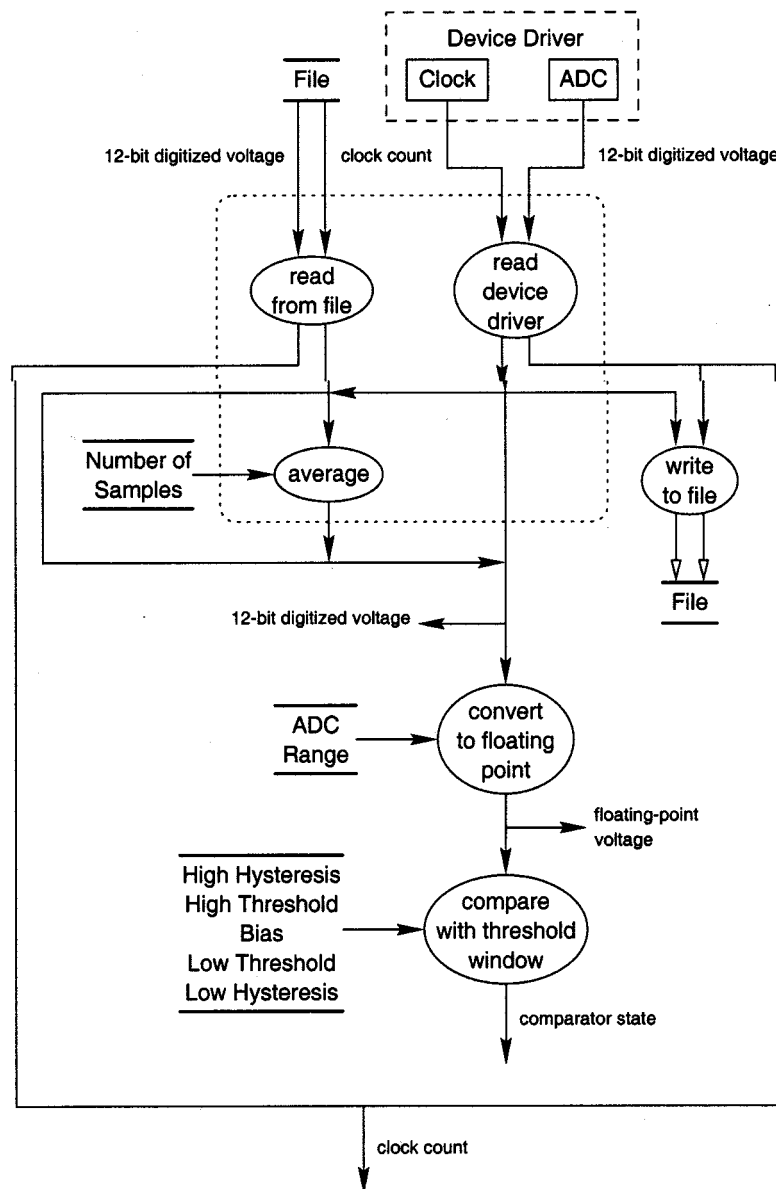 Device Driver
File
Clock
ADC
12-bit digitized voltage
clock count
12-bit digitized voltage
read
from file
read
device
driver
Number of
Samples
average
write
to file
File
12-bit digitized voltage
ADC
Range
convert
to floating
point
floating-point
voltage
High Hysteresis
High Threshold
Bias
Low Threshold
Low Hysteresis
compare
with threshold
window
comparator state
clock count